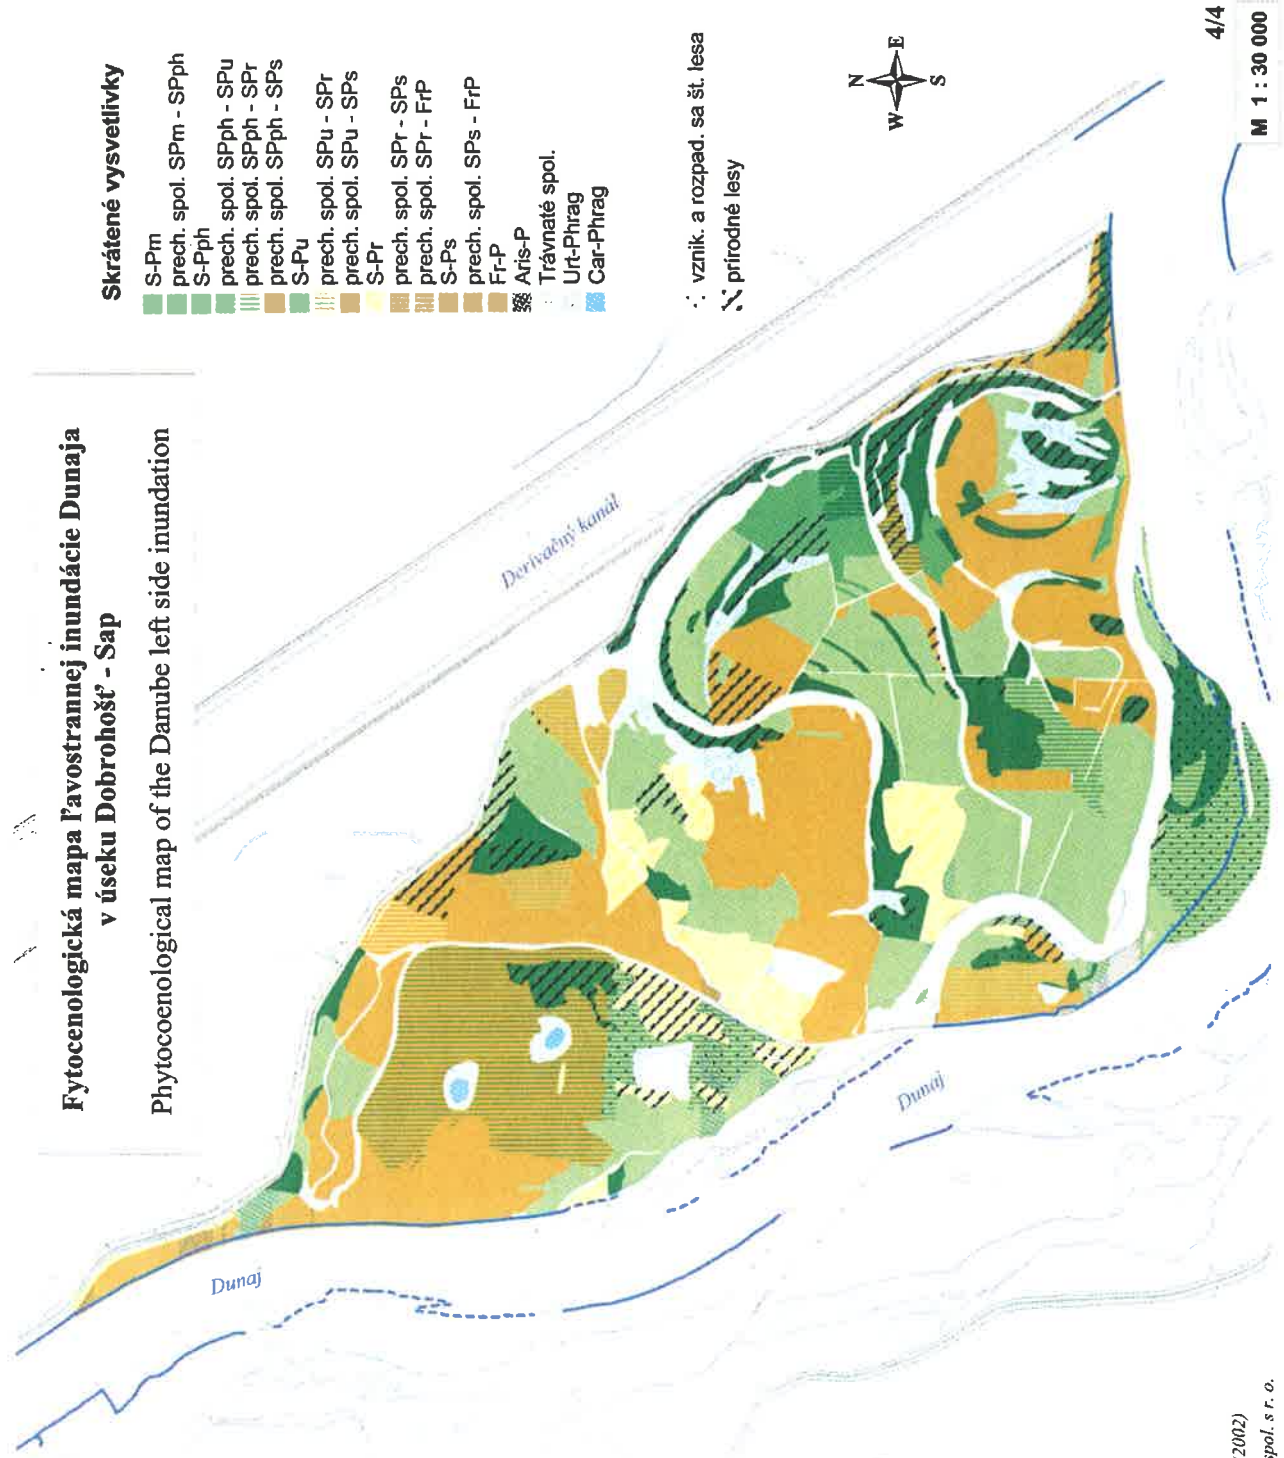 Fytocenologická mapa ľavostrannej inundácie Dunaja
v úseku Dobrohošť - Sap
Phytocoenological map of the Danube left side inundation
Skrátené vysvetlivky
S-Pm
prech. spol. SPm - SPph
S-Pph
prech. spol. SPph - SPu
prech. spol. SPph - SPr
prech. spol. SPph - SPs
S-Pu
prech. spol. SPu - SPr
prech. spol. SPu - SPs
S-Pr
prech. spol. SPr - SPs
prech. spol. SPr - FrP
S-Ps
prech. spol. SPs - FrP
Fr-P
Aris-P
Trávnaté spol.
Urt-Phrag
Car-Phrag
vznik. a rozpad. sa št. lesa
prírodné lesy
N
W
E
S
Derivačný kanál
Dunaj
Dunaj
4/4
M 1 : 30 000
2002)
spol. s r. o.